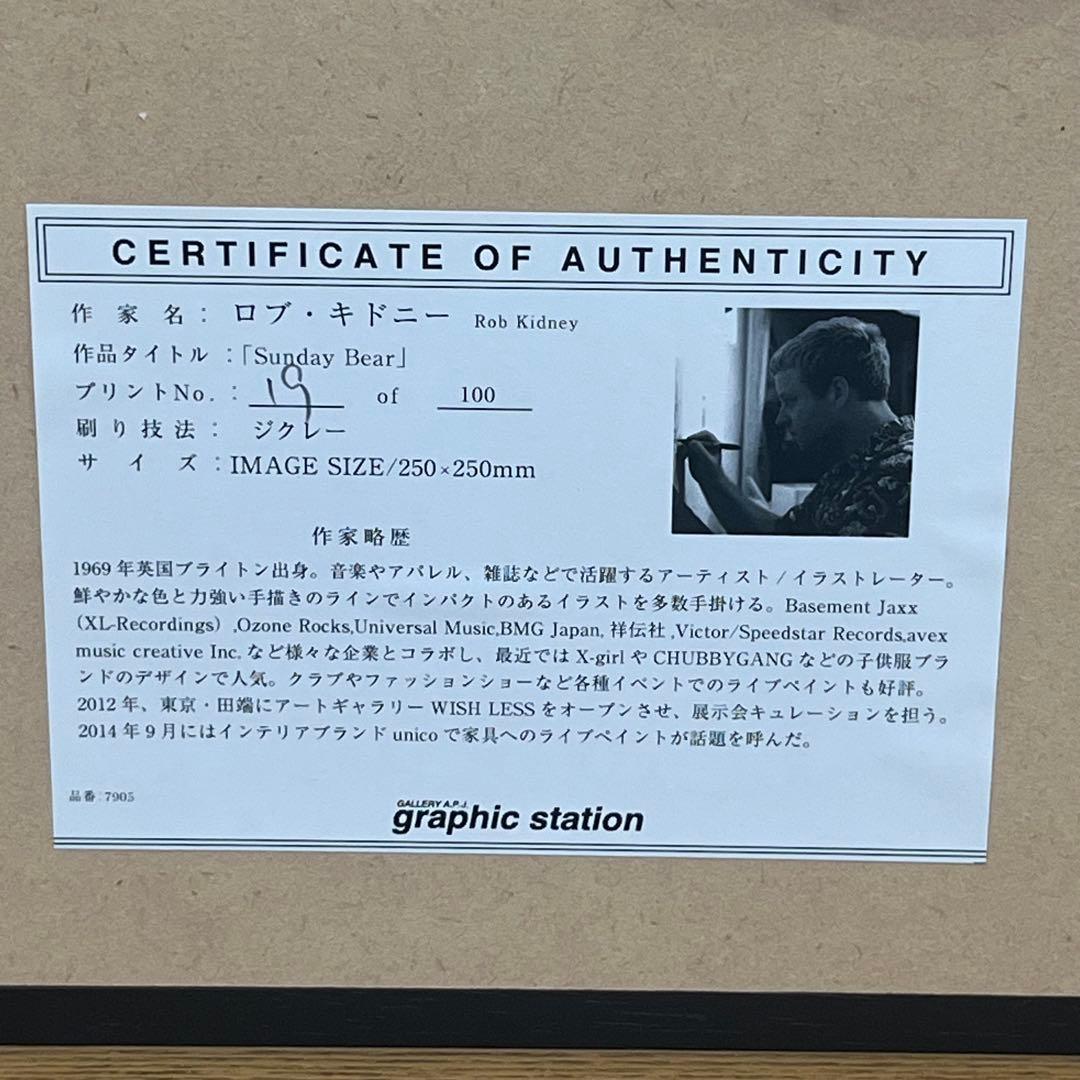 CERTIFICATE OF AUTHENTICITY
作家名：ロブ・キドニー Rob Kidney
作品タイトル：「Sunday Bear」
プリントNo.：19 of 100
刷り技法：ジクレー
サイズ：IMAGE SIZE/250×250mm
作家略歴
1969年英国ブライトン出身。音楽やアパレル、雑誌などで活躍するアーティスト/イラストレーター。
鮮やかな色と力強い手描きのラインでインパクトのあるイラストを多数手掛ける。Basement Jaxx
（XL-Recordings）,Ozone Rocks,Universal Music,BMG Japan, 祥伝社 ,Victor/Speedstar Records,avex
music creative Inc. など様々な企業とコラボし、最近では X-girl や CHUBBYGANG などの子供服ブラ
ンドのデザインで人気。クラブやファッションショーなど各種イベントでのライブペイントも好評。
2012年、東京・田端にアートギャラリー WISH LESS をオープンさせ、展示会キュレーションを担う。
2014年9月にはインテリアブランド unico で家具へのライブペイントが話題を呼んだ。
品番:7905
GALLERY A.P.J.
graphic station